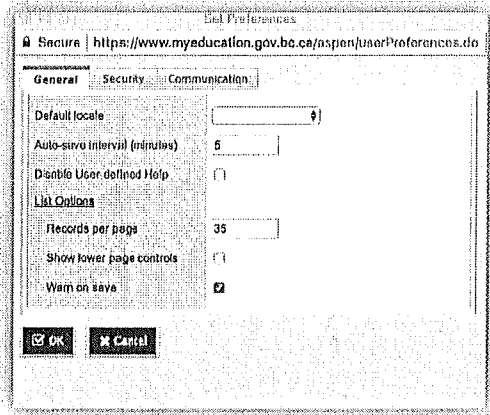 Set Preferences
Secure | https://www.myeducation.gov.bc.ca/aspen/userPreferences.do
General Security Communication
Default locale
Auto-save interval (minutes) 5
Disable User defined Help
List Options
Records per page 35
Show lower page controls
Warn on save
OK Cancel